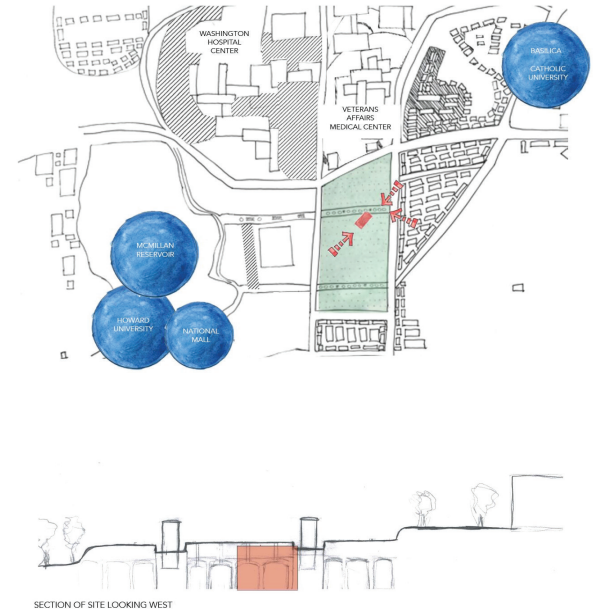 WASHINGTON
HOSPITAL
CENTER
BASILICA
CATHOLIC
UNIVERSITY
VETERANS
AFFAIRS
MEDICAL CENTER
MCMILLAN
RESERVOIR
HOWARD
UNIVERSITY
NATIONAL
MALL
SECTION OF SITE LOOKING WEST